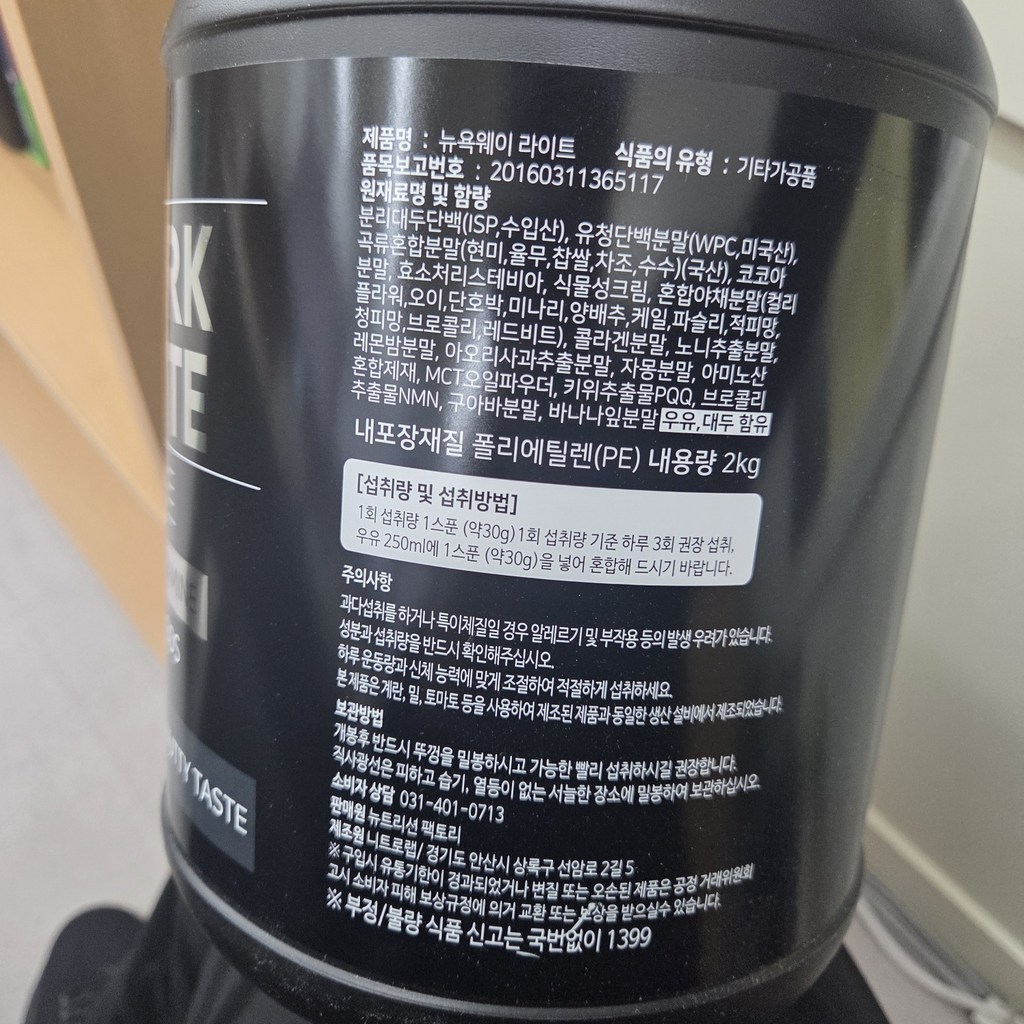 RK
TE
TY TASTE
제품명 : 뉴욕웨이 라이트 식품의 유형 : 기타가공품
품목보고번호 : 20160311365117
원재료명 및 함량
분리대두단백(ISP,수입산), 유청단백분말(WPC,미국산),
곡류혼합분말(현미,율무,찹쌀,차조,수수)(국산), 코코아
분말, 효소처리스테비아, 식물성크림, 혼합야채분말(컬리
플라워,오이,단호박,미나리,양배추,케일,파슬리,적피망,
청피망,브로콜리,레드비트), 콜라겐분말, 노니추출분말,
레몬밤분말, 아오리사과추출분말, 자몽분말, 아미노산
혼합제재, MCT오일파우더, 키위추출물PQQ, 브로콜리
추출물NMN, 구아바분말, 바나나잎분말 우유,대두 함유
내포장재질 폴리에틸렌(PE) 내용량 2kg
[섭취량 및 섭취방법]
1회 섭취량 1스푼 (약30g)1회 섭취량 기준 하루 3회 권장 섭취,
우유 250ml에 1스푼 (약30g)을 넣어 혼합해 드시기 바랍니다.
주의사항
과다섭취를 하거나 특이체질일 경우 알레르기 및 부작용 등의 발생 우려가 있습니다.
성분과 섭취량을 반드시 확인해주십시오.
하루 운동량과 신체 능력에 맞게 조절하여 적절하게 섭취하세요.
본 제품은 계란, 밀, 토마토 등을 사용하여 제조된 제품과 동일한 생산 설비에서 제조되었습니다.
보관방법
개봉후 반드시 뚜껑을 밀봉하시고 가능한 빨리 섭취하시길 권장합니다.
직사광선은 피하고 습기, 열등이 없는 서늘한 장소에 밀봉하여 보관하십시오.
소비자 상담 031-401-0713
판매원 뉴트리션 팩토리
제조원 니트로랩/ 경기도 안산시 상록구 선암로 2길 5
※ 구입시 유통기한이 경과되었거나 변질 또는 오손된 제품은 공정 거래위원회
고시 소비자 피해 보상규정에 의거 교환 또는 보상을 받으실수 있습니다.
※ 부정/불량 식품 신고는 국번없이 1399